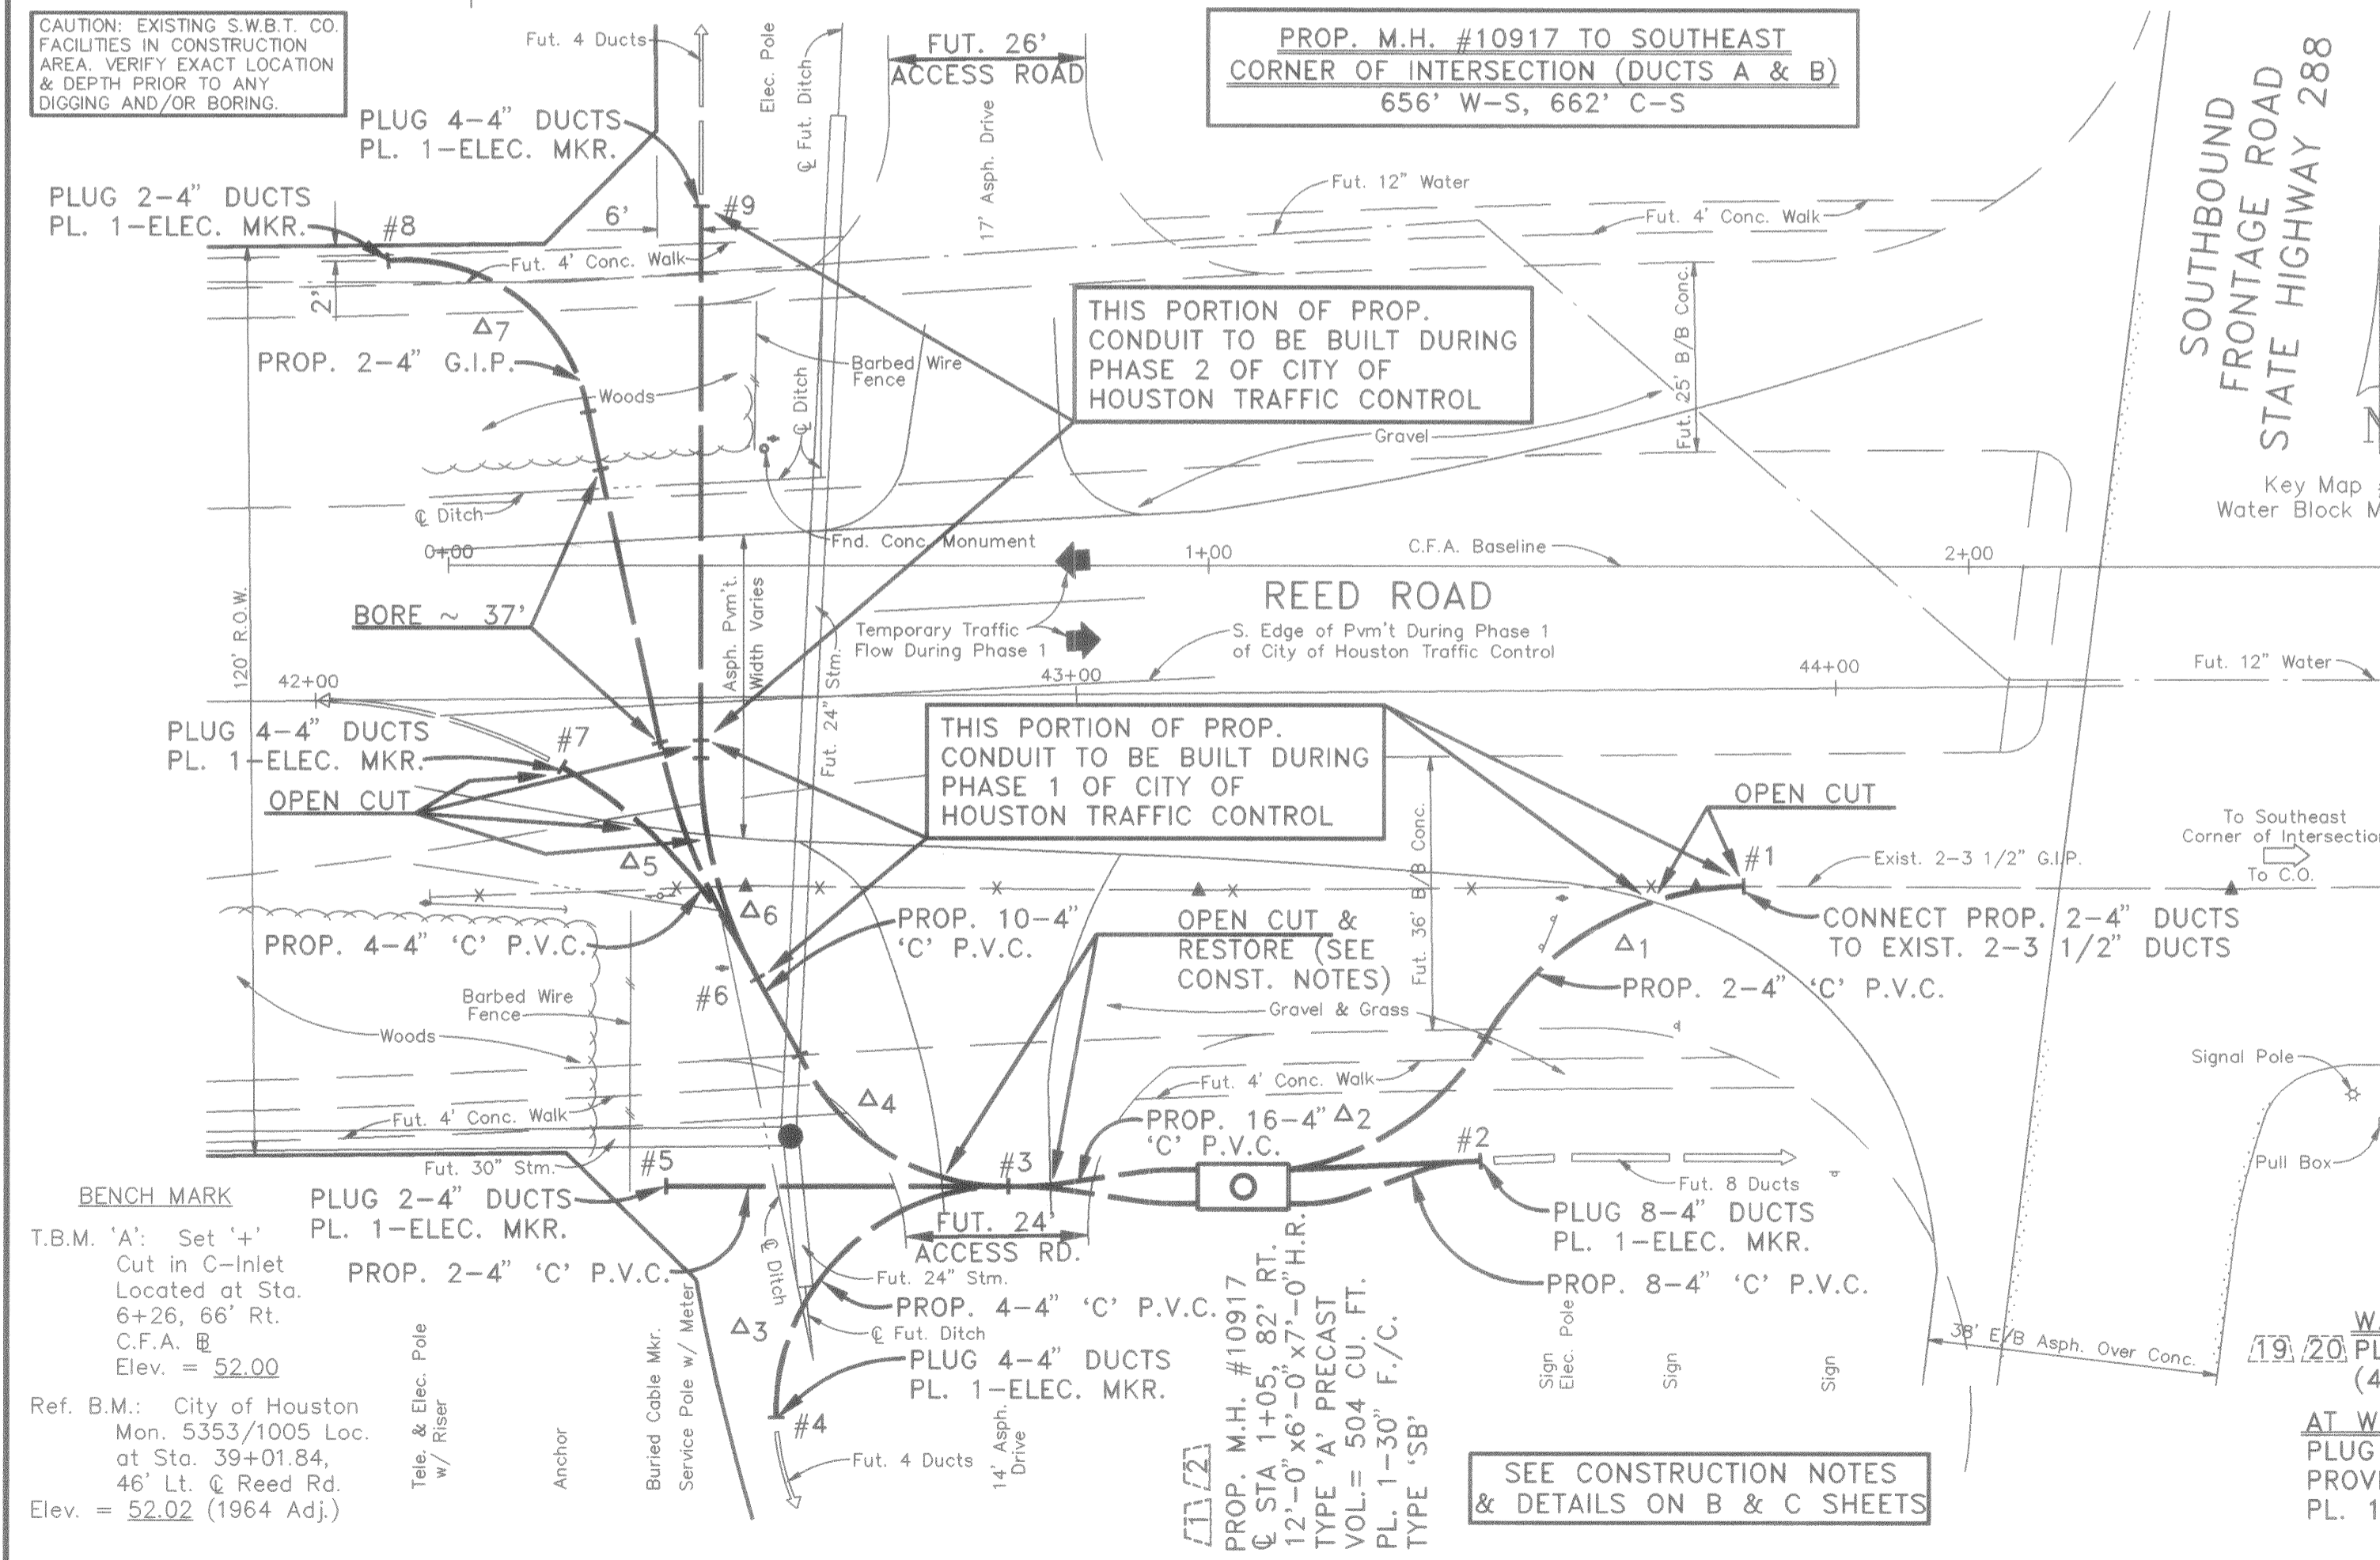 CAUTION: EXISTING S.W.B.T. CO.
FACILITIES IN CONSTRUCTION
AREA. VERIFY EXACT LOCATION
& DEPTH PRIOR TO ANY
DIGGING AND/OR BORING.
Fut. 4 Ducts
Elec. Pole
℄ Fut. Ditch
FUT. 26'
ACCESS ROAD
17' Asph. Drive
PROP. M.H. #10917 TO SOUTHEAST
CORNER OF INTERSECTION (DUCTS A & B)
656' W-S, 662' C-S
SOUTHBOUND
FRONTAGE ROAD
STATE HIGHWAY 288
Key Map
Water Block M
PLUG 4-4" DUCTS
PL. 1-ELEC. MKR.
PLUG 2-4" DUCTS
PL. 1-ELEC. MKR.
#8
6'
#9
2'
Fut. 4' Conc. Walk
Fut. 12" Water
Fut. 4' Conc. Walk
Fut. 25' B/B Conc.
△7
PROP. 2-4" G.I.P.
Woods
Barbed Wire
Fence
℄ Ditch
THIS PORTION OF PROP.
CONDUIT TO BE BUILT DURING
PHASE 2 OF CITY OF
HOUSTON TRAFFIC CONTROL
Gravel
℄ Ditch
Fnd. Conc. Monument
0+00
1+00
C.F.A. Baseline
2+00
120' R.O.W.
BORE ~ 37'
Asph. Pvm't.
Width Varies
Fut. 24" Stm.
Temporary Traffic
Flow During Phase 1
REED ROAD
S. Edge of Pvm't During Phase 1
of City of Houston Traffic Control
42+00
43+00
44+00
Fut. 12" Water
PLUG 4-4" DUCTS
PL. 1-ELEC. MKR.
#7
OPEN CUT
THIS PORTION OF PROP.
CONDUIT TO BE BUILT DURING
PHASE 1 OF CITY OF
HOUSTON TRAFFIC CONTROL
Fut. 36' B/B Conc.
OPEN CUT
#1
Exist. 2-3 1/2" G.I.P.
To Southeast
Corner of Intersection
To C.O.
△5
△6
PROP. 4-4" 'C' P.V.C.
PROP. 10-4"
'C' P.V.C.
OPEN CUT &
RESTORE (SEE
CONST. NOTES)
CONNECT PROP. 2-4" DUCTS
TO EXIST. 2-3 1/2" DUCTS
△1
PROP. 2-4" 'C' P.V.C.
#6
Barbed Wire
Fence
Woods
Gravel & Grass
Signal Pole
Fut. 4' Conc. Walk
△4
Fut. 4' Conc. Walk
PROP. 16-4"
'C' P.V.C.
△2
#2
Fut. 30" Stm.
#5
#3
Fut. 8 Ducts
Pull Box
BENCH MARK
T.B.M. 'A': Set '+'
Cut in C-Inlet
Located at Sta.
6+26, 66' Rt.
C.F.A. ℄
Elev. = 52.00
Ref. B.M.: City of Houston
Mon. 5353/1005 Loc.
at Sta. 39+01.84,
46' Lt. ℄ Reed Rd.
Elev. = 52.02 (1964 Adj.)
PLUG 2-4" DUCTS
PL. 1-ELEC. MKR.
PROP. 2-4" 'C' P.V.C.
℄ Ditch
FUT. 24'
ACCESS RD.
Fut. 24" Stm.
PROP. 4-4" 'C' P.V.C.
℄ Fut. Ditch
△3
PLUG 4-4" DUCTS
PL. 1-ELEC. MKR.
#4
Fut. 4 Ducts
PLUG 8-4" DUCTS
PL. 1-ELEC. MKR.
PROP. 8-4" 'C' P.V.C.
Tele. & Elec. Pole
w/ Riser
Anchor
Buried Cable Mkr.
Service Pole w/ Meter
14' Asph.
Drive
1 2
PROP. M.H. #10917
℄ STA 1+05, 82' RT.
12'-0"x6'-0"x7'-0"H.R.
TYPE 'A' PRECAST
VOL.= 504 CU. FT.
PL. 1-30" F./C.
TYPE 'SB'
Sign
Elec. Pole
Sign
Sign
38' E/B Asph. Over Conc.
SEE CONSTRUCTION NOTES
& DETAILS ON B & C SHEETS
19 20
PL
(4
AT W
PLUG
PROVI
PL. 1